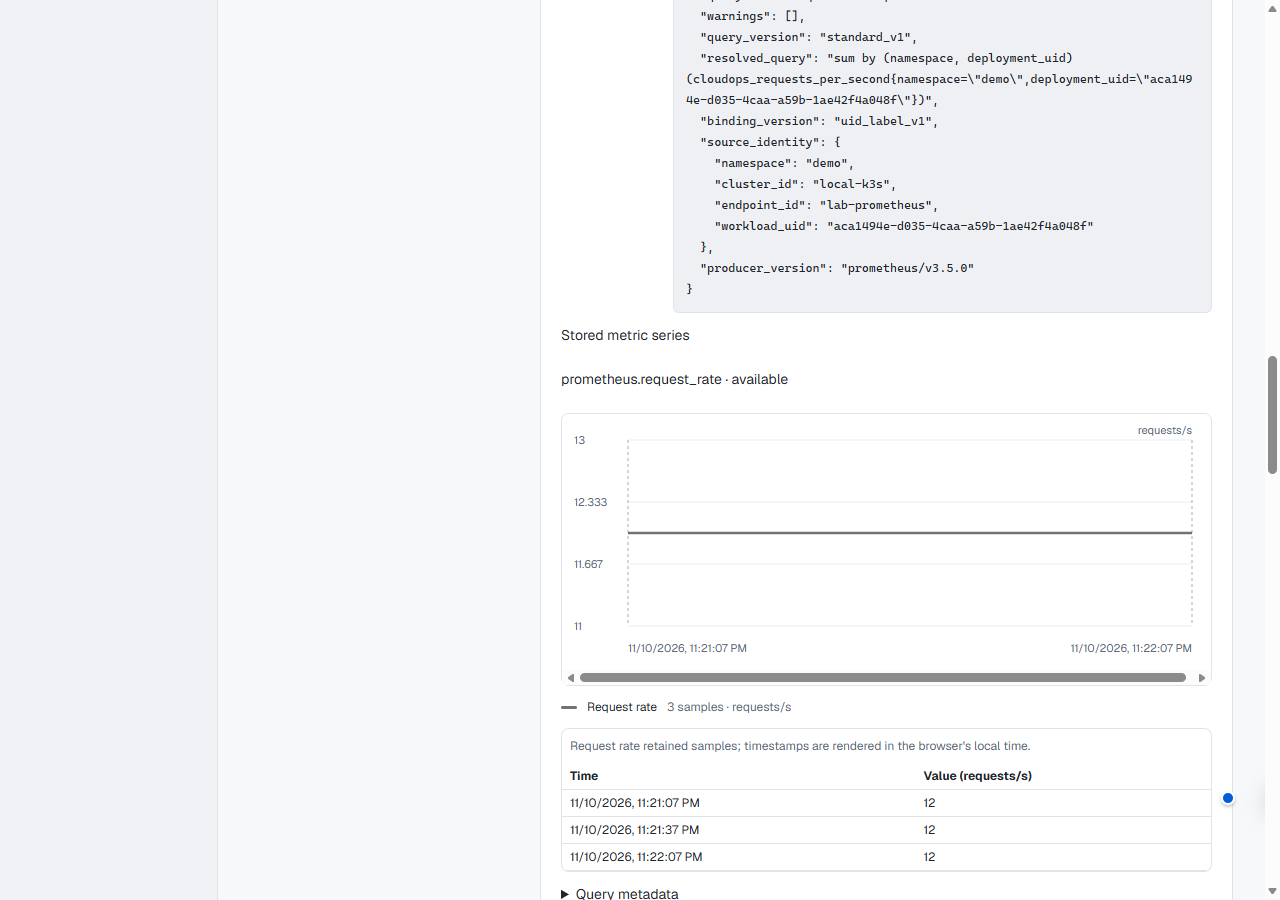 "warnings": [],
"query_version": "standard_v1",
"resolved_query": "sum by (namespace, deployment_uid)
(cloudops_requests_per_second{namespace=\"demo\",deployment_uid=\"aca149
4e-d035-4caa-a59b-1ae42f4a048f\"})",
"binding_version": "uid_label_v1",
"source_identity": {
"namespace": "demo",
"cluster_id": "local-k3s",
"endpoint_id": "lab-prometheus",
"workload_uid": "aca1494e-d035-4caa-a59b-1ae42f4a048f"
},
"producer_version": "prometheus/v3.5.0"
}
Stored metric series
prometheus.request_rate · available
requests/s
13
12.333
11.667
11
11/10/2026, 11:21:07 PM
11/10/2026, 11:22:07 PM
Request rate 3 samples · requests/s
Request rate retained samples; timestamps are rendered in the browser's local time.
Time Value (requests/s)
11/10/2026, 11:21:07 PM 12
11/10/2026, 11:21:37 PM 12
11/10/2026, 11:22:07 PM 12
Query metadata